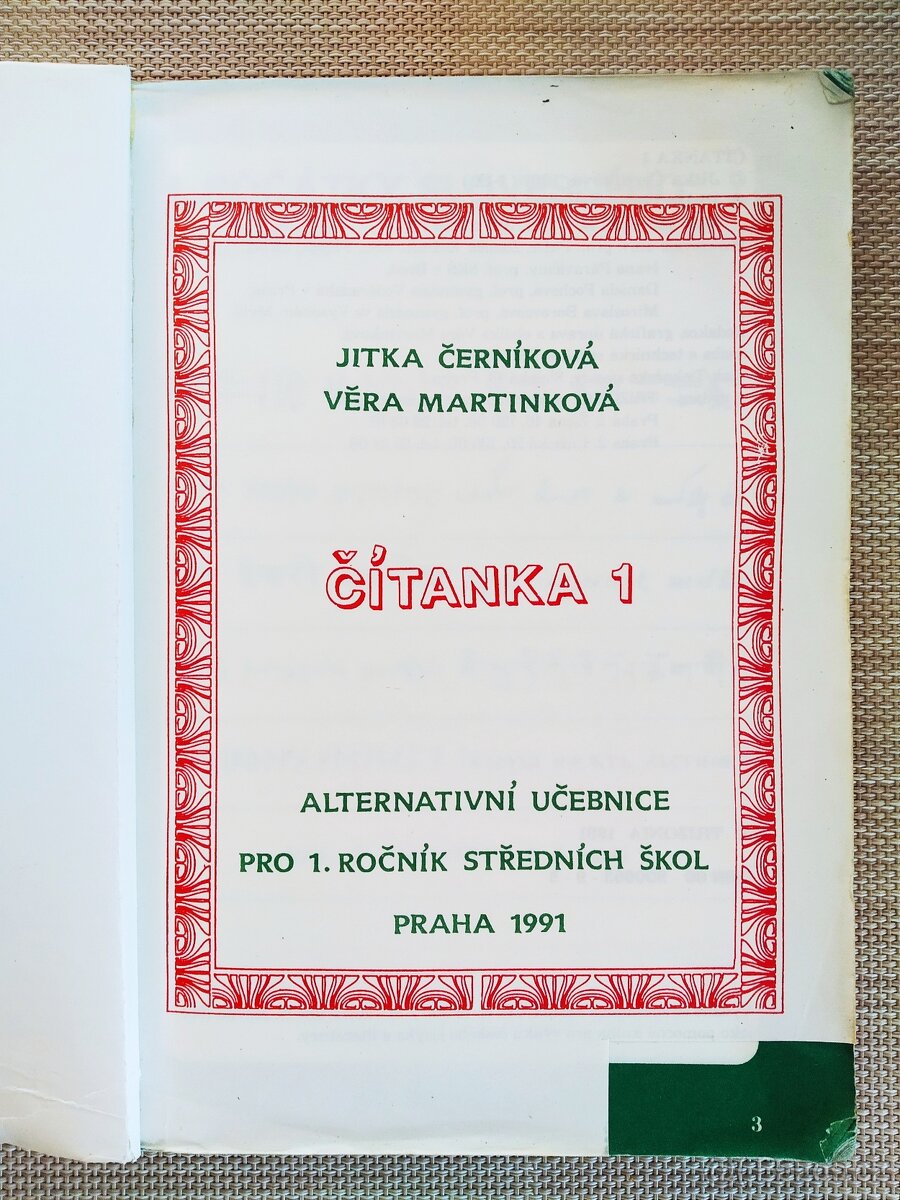 JITKA ČERNÍKOVÁ
VĚRA MARTINKOVÁ
ČÍTANKA 1
ALTERNATIVNÍ UČEBNICE
PRO 1. ROČNÍK STŘEDNÍCH ŠKOL
PRAHA 1991
3